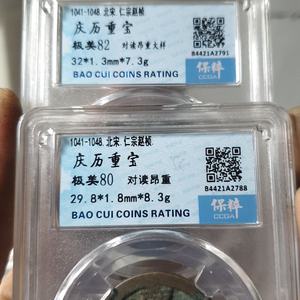 1041-1048.北宋.仁宗赵祯
庆历重宝
极美82 对读昂重大样
32*1.3mm*7.3g
BAO CUI COINS RATING
保粹
CCGA
B4421A2791
1041-1048.北宋.仁宗赵祯
庆历重宝
极美80 对读昂重
29.8*1.8mm*8.3g
BAO CUI COINS RATING
保粹
CCGA
B4421A2788